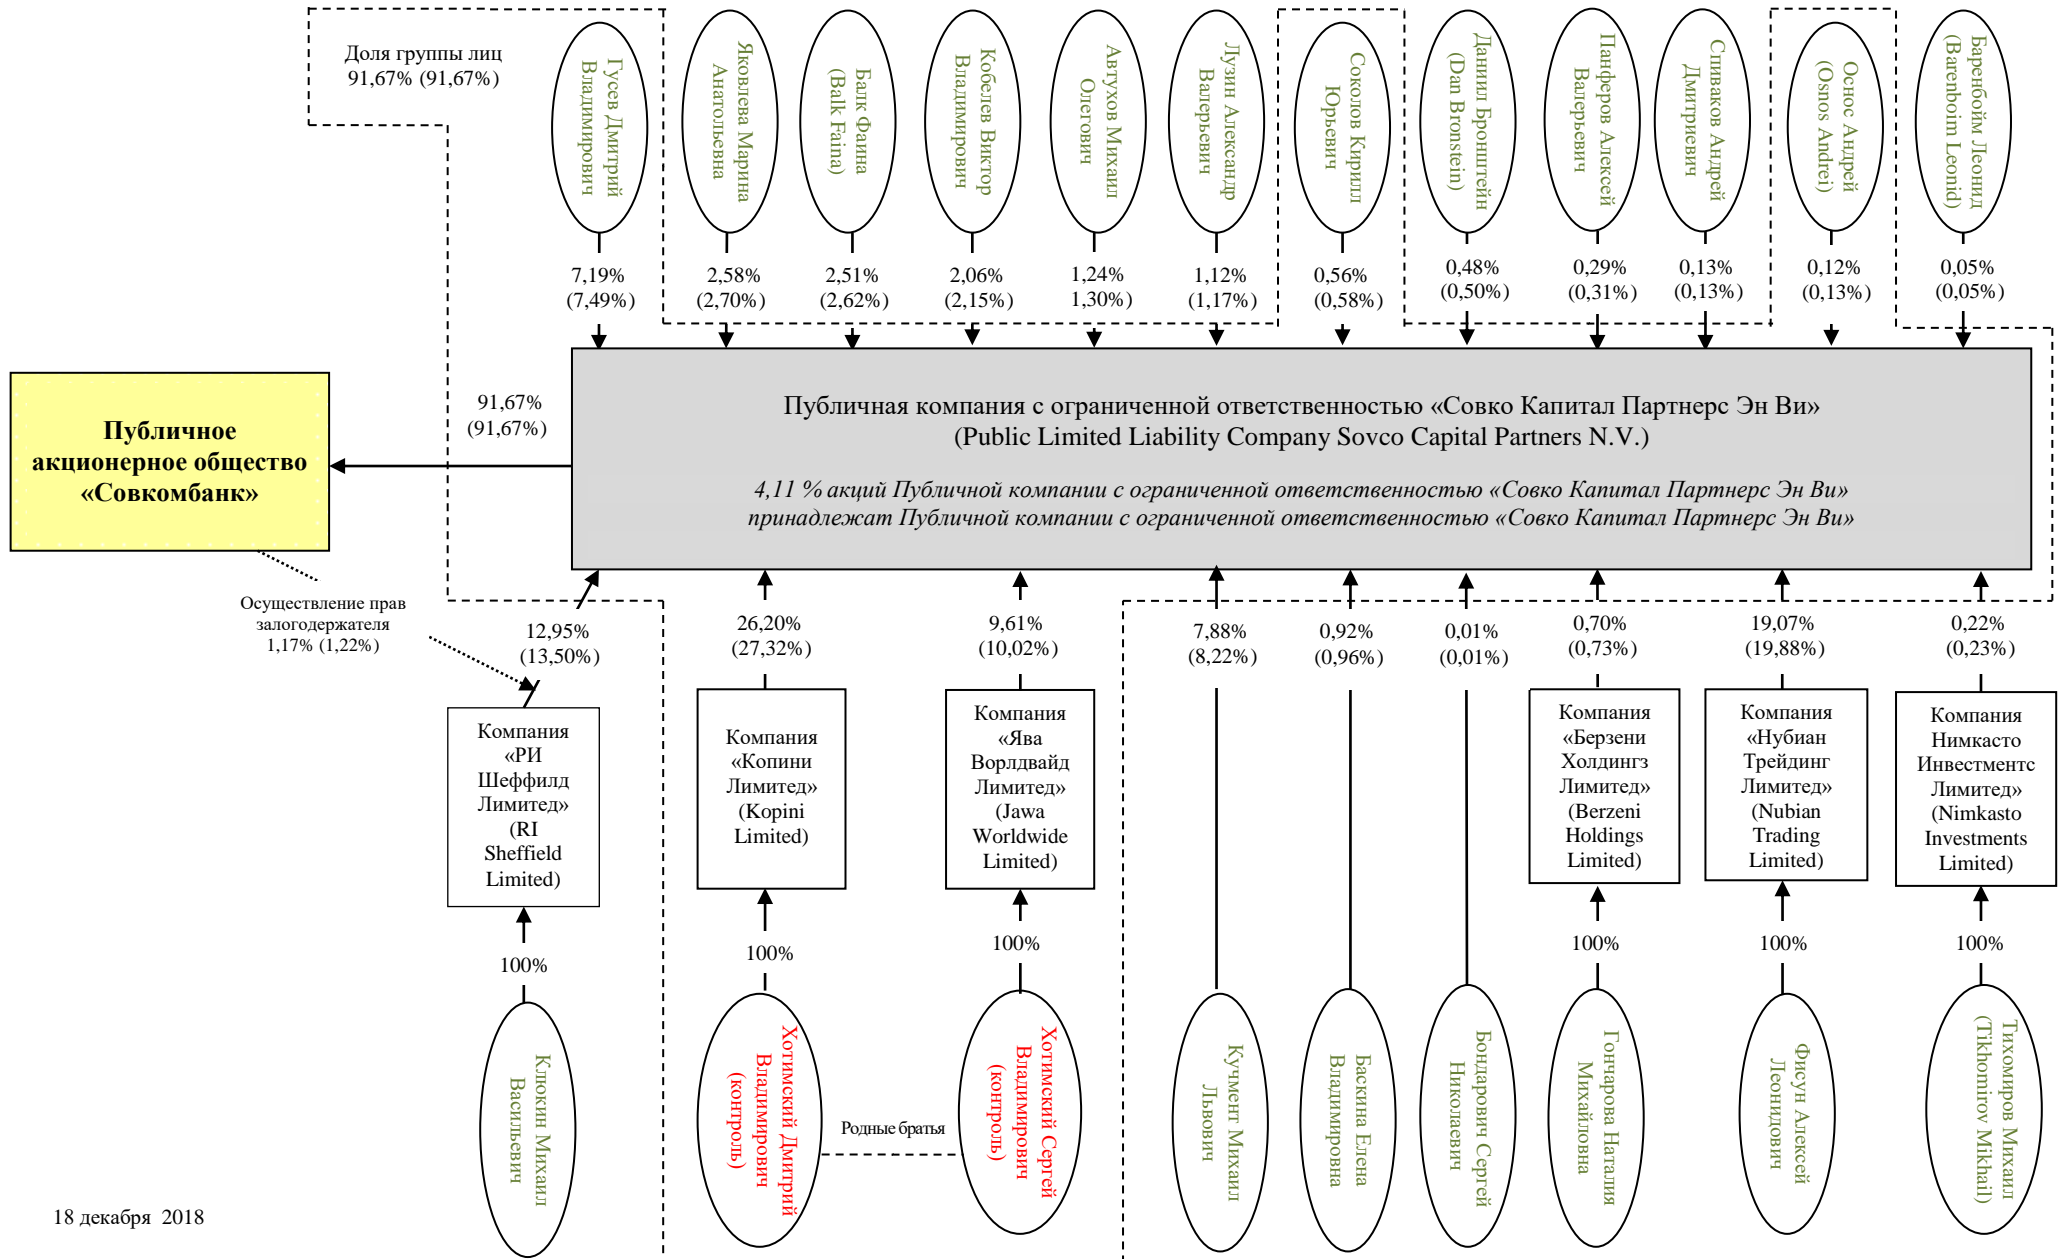 Доля группы лиц
91,67% (91,67%)
Гусев Дмитрий
Владимирович
Яковлева Марина
Анатольевна
Балк Фаина
(Balk Faina)
Кобелев Виктор
Владимирович
Автухов Михаил
Олегович
Лузин Александр
Валерьевич
Соколов Кирилл
Юрьевич
Даниил Бронштейн
(Dan Bronstein)
Панферов Алексей
Валерьевич
Спиваков Андрей
Дмитриевич
Оснос Андрей
(Osnos Andrei)
Баренбойм Леонид
(Barenboim Leonid)
7,19%
(7,49%)
2,58%
(2,70%)
2,51%
(2,62%)
2,06%
(2,15%)
1,24%
1,30%)
1,12%
(1,17%)
0,56%
(0,58%)
0,48%
(0,50%)
0,29%
(0,31%)
0,13%
(0,13%)
0,12%
(0,13%)
0,05%
(0,05%)
Публичное
акционерное общество
«Совкомбанк»
91,67%
(91,67%)
Публичная компания с ограниченной ответственностью «Совко Капитал Партнерс Эн Ви»
(Public Limited Liability Company Sovco Capital Partners N.V.)
4,11 % акций Публичной компании с ограниченной ответственностью «Совко Капитал Партнерс Эн Ви»
принадлежат Публичной компании с ограниченной ответственностью «Совко Капитал Партнерс Эн Ви»
Осуществление прав
залогодержателя
1,17% (1,22%)
12,95%
(13,50%)
26,20%
(27,32%)
9,61%
(10,02%)
7,88%
(8,22%)
0,92%
(0,96%)
0,01%
(0,01%)
0,70%
(0,73%)
19,07%
(19,88%)
0,22%
(0,23%)
Компания
«РИ
Шеффилд
Лимитед»
(RI
Sheffield
Limited)
Компания
«Копини
Лимитед»
(Kopini
Limited)
Компания
«Ява
Ворлдвайд
Лимитед»
(Jawa
Worldwide
Limited)
Компания
«Берзени
Холдингз
Лимитед»
(Berzeni
Holdings
Limited)
Компания
«Нубиан
Трейдинг
Лимитед»
(Nubian
Trading
Limited)
Компания
Нимкасто
Инвестментс
Лимитед»
(Nimkasto
Investments
Limited)
100%
100%
100%
100%
100%
100%
Клюкин Михаил
Васильевич
Хотимский Дмитрий
Владимирович
(контроль)
Родные братья
Хотимский Сергей
Владимирович
(контроль)
Кучмент Михаил
Львович
Баскина Елена
Владимировна
Бондарович Сергей
Николаевич
Гончарова Наталия
Михайловна
Фисун Алексей
Леонидович
Тихомиров Михаил
(Tikhomirov Mikhail)
18 декабря 2018